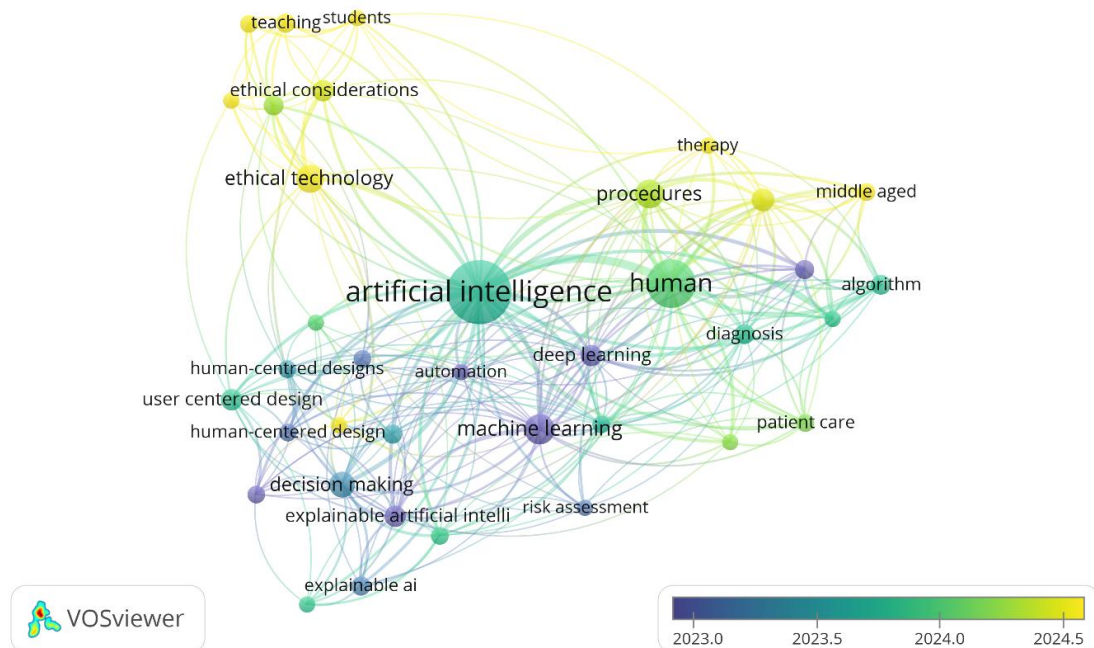 teaching
students
ethical considerations
ethical technology
therapy
procedures
middle aged
artificial intelligence
human
algorithm
diagnosis
deep learning
human-centred designs
automation
user centered design
human-centered design
machine learning
patient care
decision making
explainable artificial intelli
risk assessment
explainable ai
VOSviewer
2023.0 2023.5 2024.0 2024.5